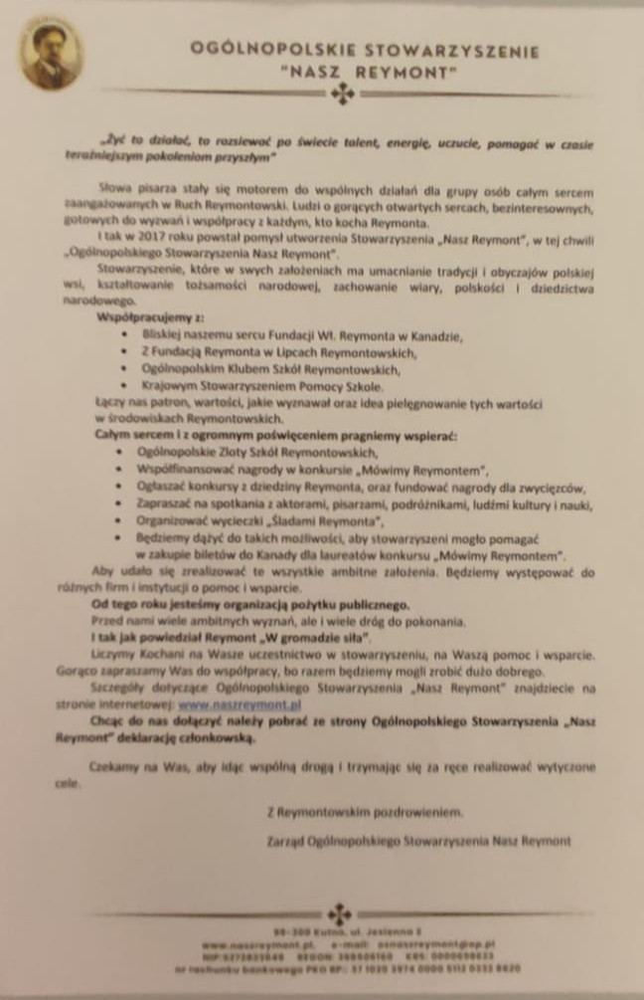 OGÓLNOPOLSKIE STOWARZYSZENIE
"NASZ REYMONT"
„Żyć to działać, to rozsiewać po świecie talent, energię, uczucie, pomagać w czasie
teraźniejszym pokoleniom przyszłym"
Słowa pisarza stały się motorem do wspólnych działań dla grupy osób całym sercem
zaangażowanych w Ruch Reymontowski. Ludzi o gorących otwartych sercach, bezinteresownych,
gotowych do wyzwań i współpracy z każdym, kto kocha Reymonta.
I tak w 2017 roku powstał pomysł utworzenia Stowarzyszenia „Nasz Reymont", w tej chwili
„Ogólnopolskiego Stowarzyszenia Nasz Reymont".
Stowarzyszenie, które w swych założeniach ma umacnianie tradycji i obyczajów polskiej
wsi, kształtowanie tożsamości narodowej, zachowanie wiary, polskości i dziedzictwa
narodowego.
Współpracujemy z:
• Bliskiej naszemu sercu Fundacji Wł. Reymonta w Kanadzie,
• Z Fundacją Reymonta w Lipcach Reymontowskich,
• Ogólnopolskim Klubem Szkół Reymontowskich,
• Krajowym Stowarzyszeniem Pomocy Szkole.
Łączy nas patron, wartości, jakie wyznawał oraz idea pielęgnowanie tych wartości
w środowiskach Reymontowskich.
Całym sercem i z ogromnym poświęceniem pragniemy wspierać:
• Ogólnopolskie Zloty Szkół Reymontowskich,
• Współfinansować nagrody w konkursie „Mówimy Reymontem",
• Ogłaszać konkursy z dziedziny Reymonta, oraz fundować nagrody dla zwycięzców,
• Zapraszać na spotkania z aktorami, pisarzami, podróżnikami, ludźmi kultury i nauki,
• Organizować wycieczki „Śladami Reymonta",
• Będziemy dążyć do takich możliwości, aby stowarzyszeni mogło pomagać
w zakupie biletów do Kanady dla laureatów konkursu „Mówimy Reymontem".
Aby udało się zrealizować te wszystkie ambitne założenia. Będziemy występować do
różnych firm i instytucji o pomoc i wsparcie.
Od tego roku jesteśmy organizacją pożytku publicznego.
Przed nami wiele ambitnych wyznań, ale i wiele dróg do pokonania.
I tak jak powiedział Reymont „W gromadzie siła".
Liczymy Kochani na Wasze uczestnictwo w stowarzyszeniu, na Waszą pomoc i wsparcie.
Gorąco zapraszamy Was do współpracy, bo razem będziemy mogli zrobić dużo dobrego.
Szczegóły dotyczące Ogólnopolskiego Stowarzyszenia „Nasz Reymont" znajdziecie na
stronie internetowej: www.naszreymont.pl
Chcąc do nas dołączyć należy pobrać ze strony Ogólnopolskiego Stowarzyszenia „Nasz
Reymont" deklarację członkowską.
Czekamy na Was, aby idąc wspólną drogą i trzymając się za ręce realizować wytyczone
cele.
Z Reymontowskim pozdrowieniem.
Zarząd Ogólnopolskiego Stowarzyszenia Nasz Reymont
99-300 Kutno, ul. Jesienna
www.naszreymont.pl, e-mail: osnaszreymont@op.pl
NIP: REGON: KRS:
nr rachunku bankowego PKO BP: